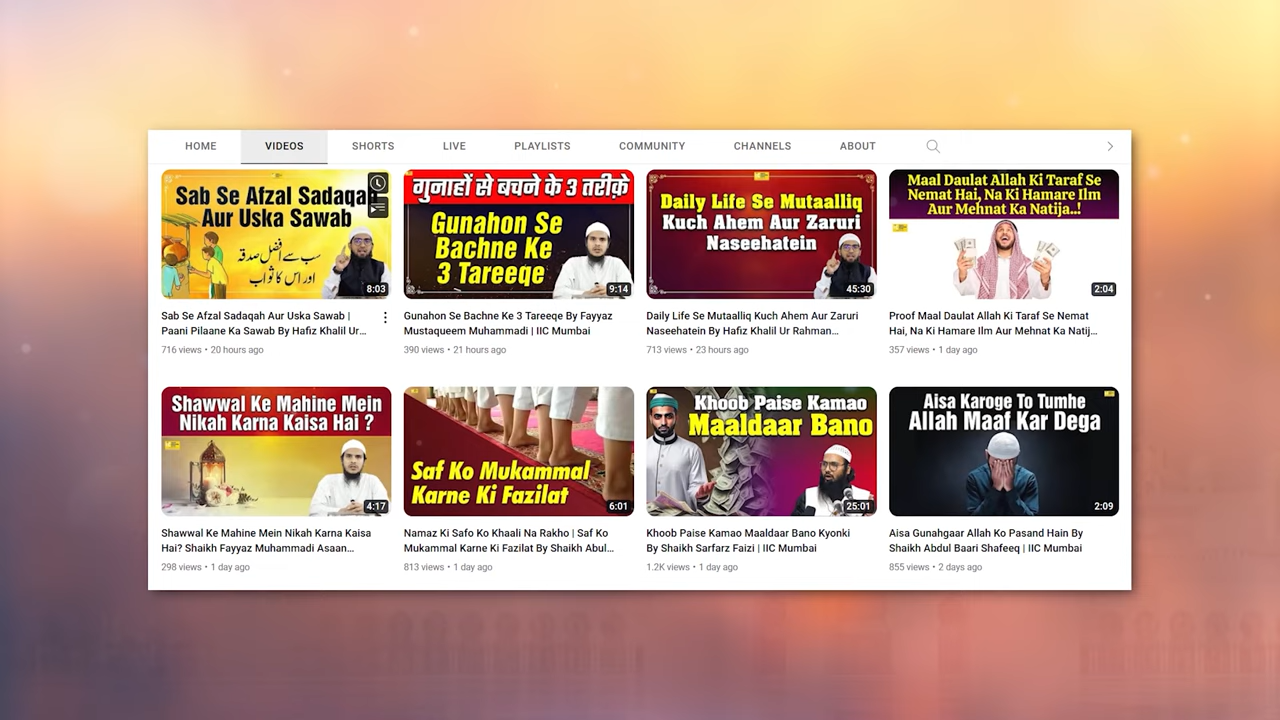 HOME
VIDEOS
SHORTS
LIVE
PLAYLISTS
COMMUNITY
CHANNELS
ABOUT
Sab Se Afzal Sadaqah
Aur Uska Sawab
سب سے افضل صدقہ
اور اس کا ثواب
8:03
Sab Se Afzal Sadaqah Aur Uska Sawab |
Paani Pilaane Ka Sawab By Hafiz Khalil Ur...
716 views • 20 hours ago
गुनाहों से बचने के 3 तरीक़े
Gunahon Se
Bachne Ke
3 Tareeqe
9:14
Gunahon Se Bachne Ke 3 Tareeqe By Fayyaz
Mustaqueem Muhammadi | IIC Mumbai
390 views • 21 hours ago
Daily Life Se Mutaalliq
Kuch Ahem Aur Zaruri
Naseehatein
45:30
Daily Life Se Mutaalliq Kuch Ahem Aur Zaruri
Naseehatein By Hafiz Khalil Ur Rahman...
713 views • 23 hours ago
Maal Daulat Allah Ki Taraf Se
Nemat Hai, Na Ki Hamare Ilm
Aur Mehnat Ka Natija..!
2:04
Proof Maal Daulat Allah Ki Taraf Se Nemat
Hai, Na Ki Hamare Ilm Aur Mehnat Ka Natij...
357 views • 1 day ago
Shawwal Ke Mahine Mein
Nikah Karna Kaisa Hai ?
4:17
Shawwal Ke Mahine Mein Nikah Karna Kaisa
Hai? Shaikh Fayyaz Muhammadi Asaan...
298 views • 1 day ago
Saf Ko Mukammal
Karne Ki Fazilat
6:01
Namaz Ki Safo Ko Khaali Na Rakho | Saf Ko
Mukammal Karne Ki Fazilat By Shaikh Abul...
813 views • 1 day ago
Khoob Paise Kamao
Maaldaar Bano
25:01
Khoob Paise Kamao Maaldaar Bano Kyonki
By Shaikh Sarfarz Faizi | IIC Mumbai
1.2K views • 1 day ago
Aisa Karoge To Tumhe
Allah Maaf Kar Dega
2:09
Aisa Gunahgaar Allah Ko Pasand Hain By
Shaikh Abdul Baari Shafeeq | IIC Mumbai
855 views • 2 days ago